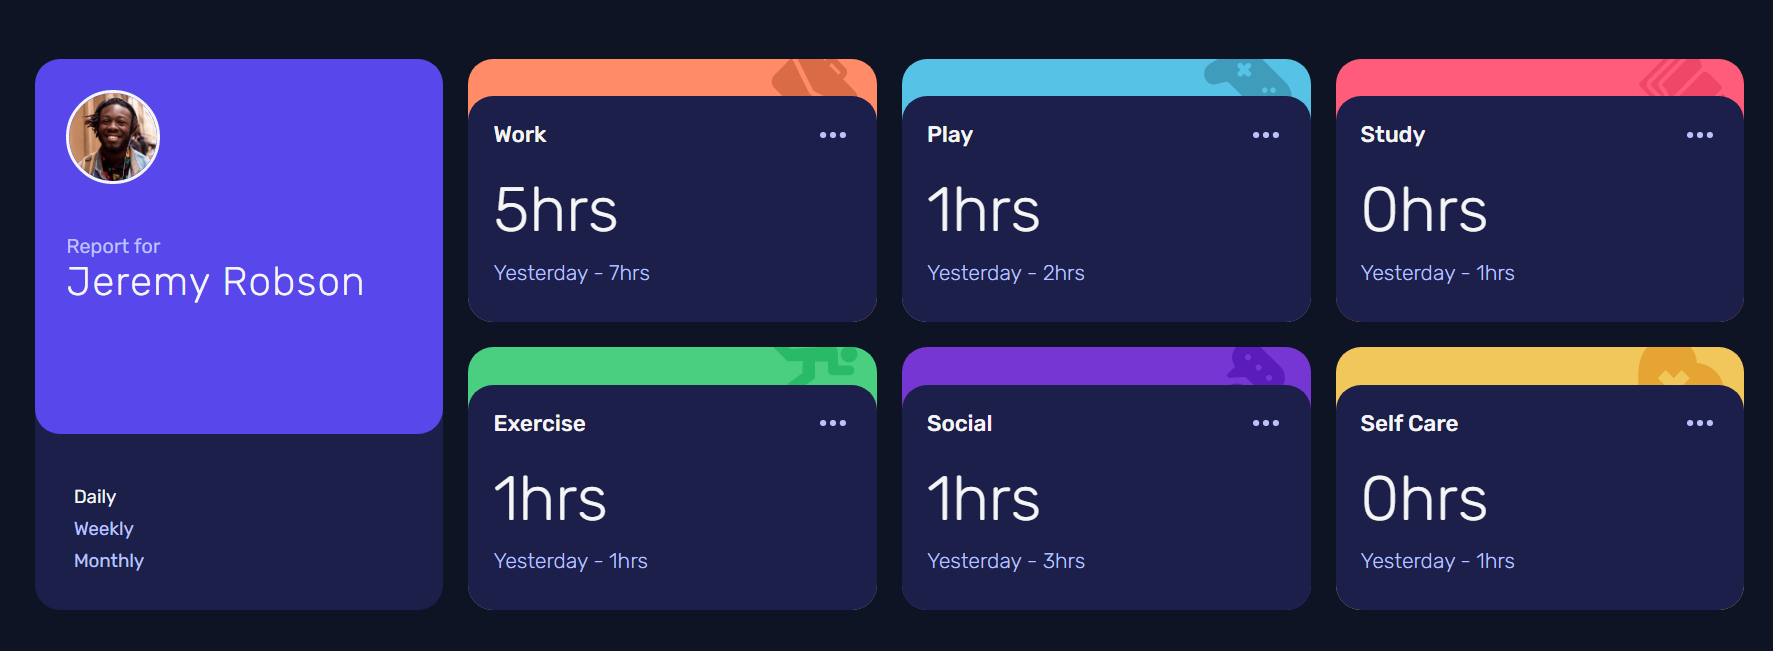 Report for
Jeremy Robson
Daily
Weekly
Monthly
Work
5hrs
Yesterday - 7hrs
Play
1hrs
Yesterday - 2hrs
Study
0hrs
Yesterday - 1hrs
Exercise
1hrs
Yesterday - 1hrs
Social
1hrs
Yesterday - 3hrs
Self Care
0hrs
Yesterday - 1hrs